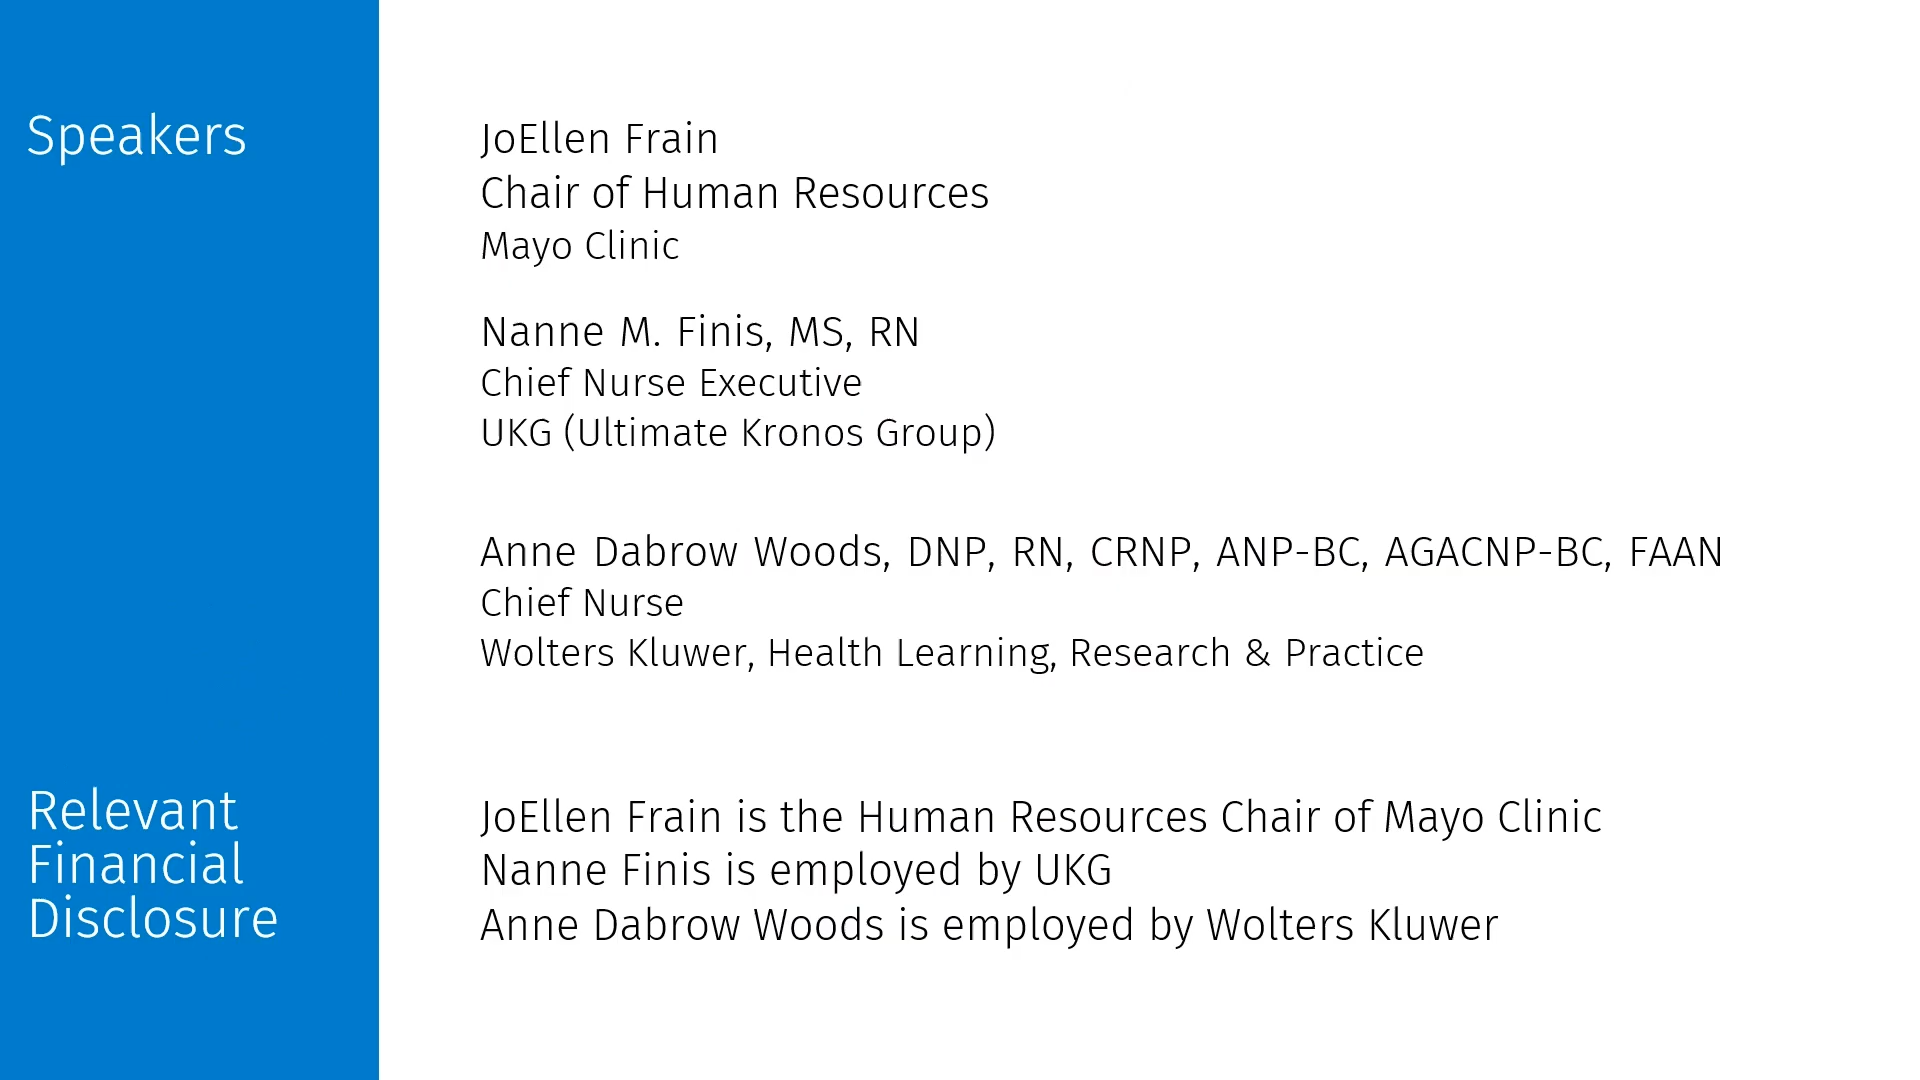 Speakers
JoEllen Frain
Chair of Human Resources
Mayo Clinic
Nanne M. Finis, MS, RN
Chief Nurse Executive
UKG (Ultimate Kronos Group)
Anne Dabrow Woods, DNP, RN, CRNP, ANP-BC, AGACNP-BC, FAAN
Chief Nurse
Wolters Kluwer, Health Learning, Research & Practice
Relevant
Financial
Disclosure
JoEllen Frain is the Human Resources Chair of Mayo Clinic
Nanne Finis is employed by UKG
Anne Dabrow Woods is employed by Wolters Kluwer